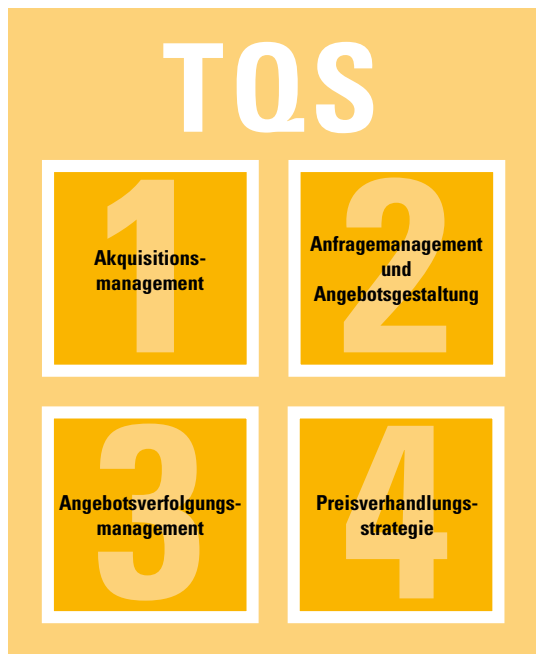 TQS
1
Akquisitions-
management
2
Anfragemanagement
und
Angebotsgestaltung
3
Angebotsverfolgungs-
management
4
Preisverhandlungs-
strategie